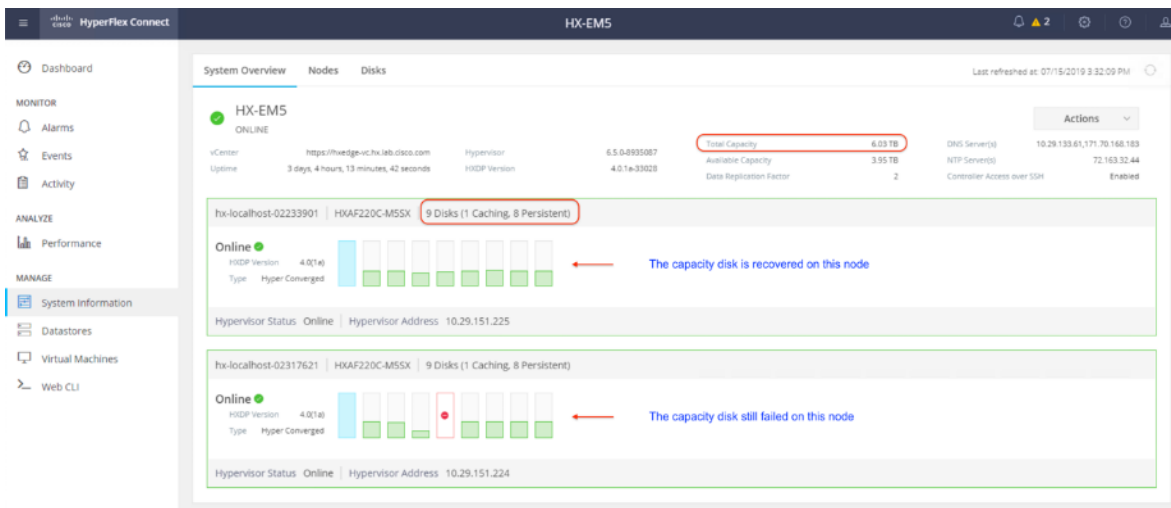 cisco HyperFlex Connect HX-EM5 2
Dashboard
MONITOR
Alarms
Events
Activity
ANALYZE
Performance
MANAGE
System Information
Datastores
Virtual Machines
Web CLI
System Overview Nodes Disks Last refreshed at: 07/15/2019 3:32:09 PM
HX-EM5
ONLINE
Actions
vCenter https://hxedge-vc.hx.lab.cisco.com Hypervisor 6.5.0-8935087 Total Capacity 6.03 TB DNS Server(s) 10.29.133.61,171.70.168.183
Uptime 3 days, 4 hours, 13 minutes, 42 seconds HXDP Version 4.0.1a-33028 Available Capacity 3.95 TB NTP Server(s) 72.163.32.44
Data Replication Factor 2 Controller Access over SSH Enabled
hx-localhost-02233901 HXAF220C-M5SX 9 Disks (1 Caching, 8 Persistent)
Online
HXDP Version 4.0(1a)
Type Hyper Converged
The capacity disk is recovered on this node
Hypervisor Status Online Hypervisor Address 10.29.151.225
hx-localhost-02317621 HXAF220C-M5SX 9 Disks (1 Caching, 8 Persistent)
Online
HXDP Version 4.0(1a)
Type Hyper Converged
The capacity disk still failed on this node
Hypervisor Status Online Hypervisor Address 10.29.151.224